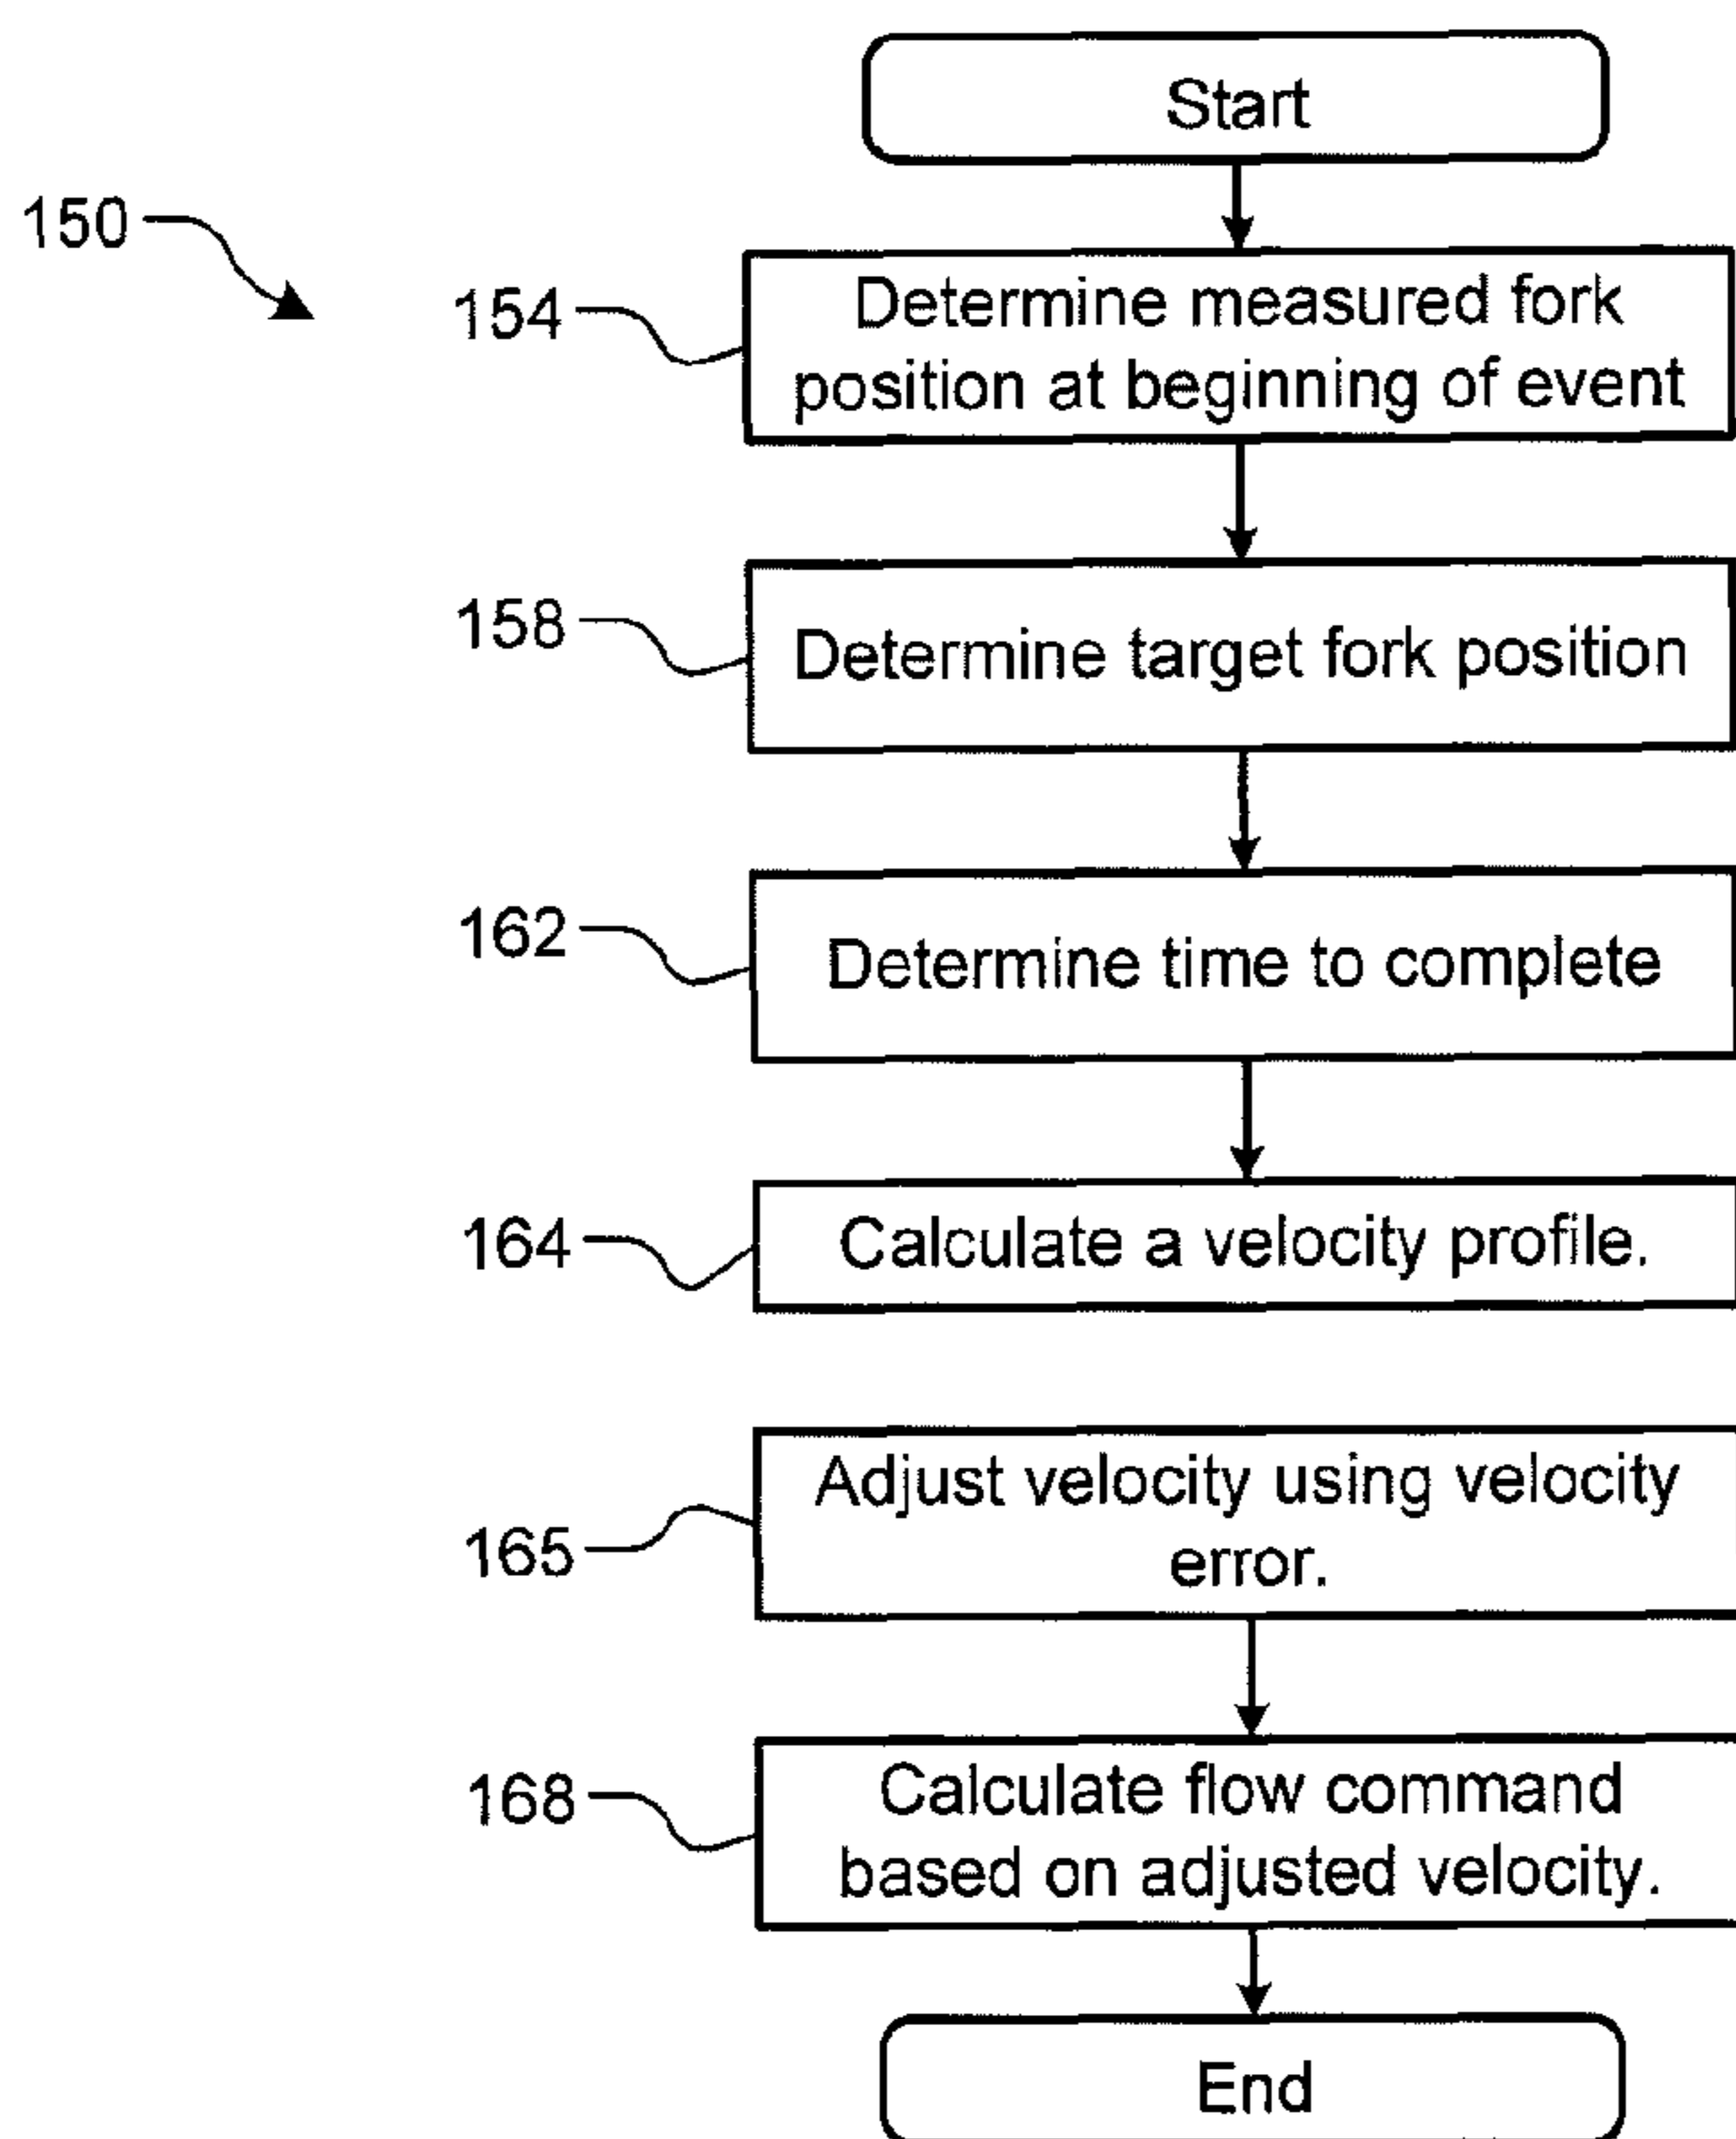 Start
150
154
Determine measured fork
position at beginning of event
158
Determine target fork position
162
Determine time to complete
164
Calculate a velocity profile.
165
Adjust velocity using velocity
error.
168
Calculate flow command
based on adjusted velocity.
End